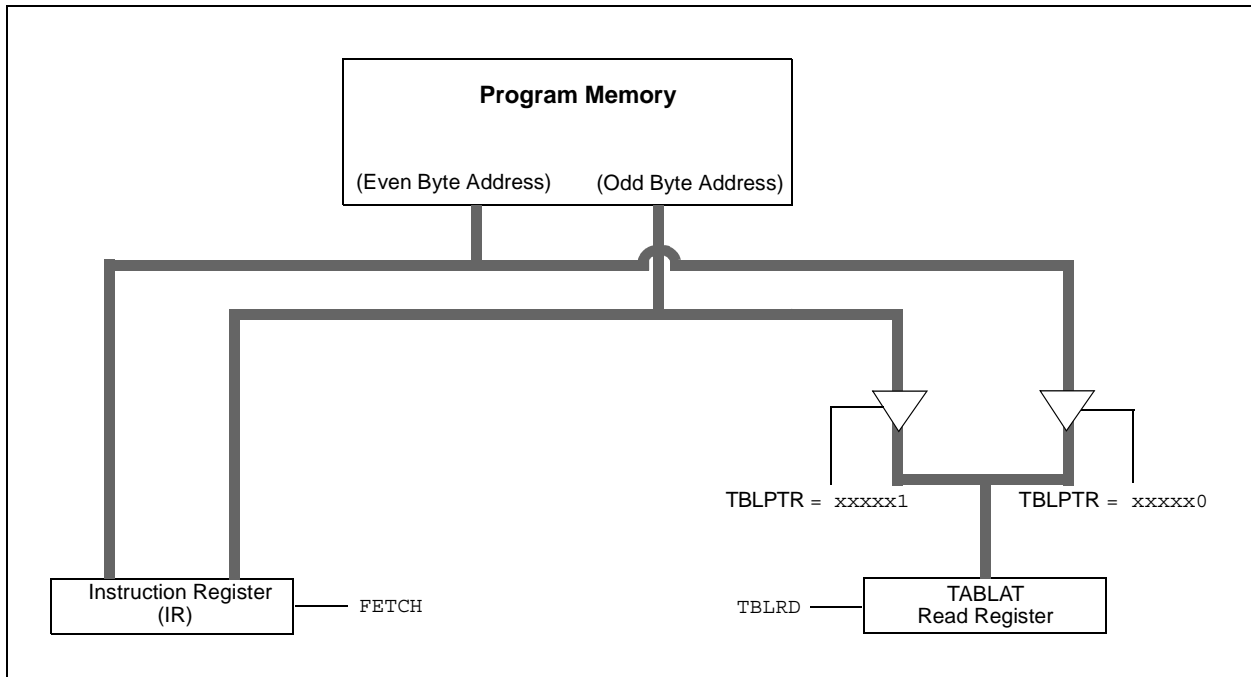 Program Memory
(Even Byte Address)
(Odd Byte Address)
TBLPTR = xxxxx1
TBLPTR = xxxxx0
Instruction Register
(IR)
FETCH
TBLRD
TABLAT
Read Register